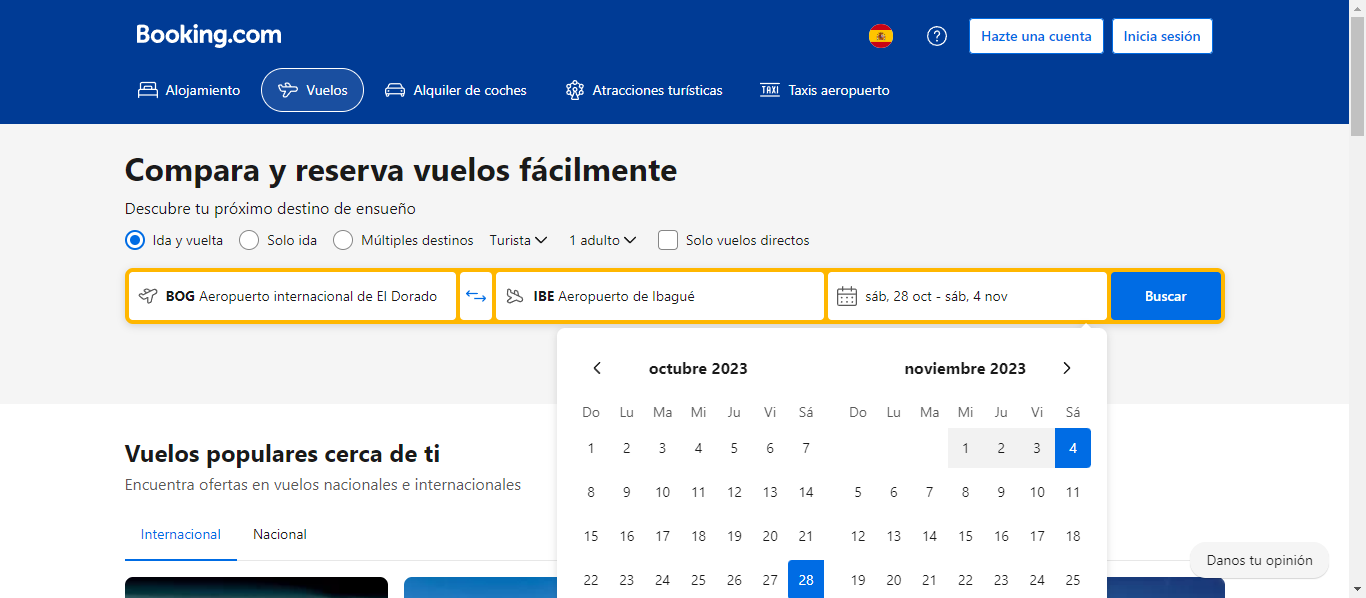 Booking.com
Hazte una cuenta
Inicia sesión
Alojamiento
Vuelos
Alquiler de coches
Atracciones turísticas
TAXI
Taxis aeropuerto
Compara y reserva vuelos fácilmente
Descubre tu próximo destino de ensueño
Ida y vuelta
Solo ida
Múltiples destinos
Turista
1 adulto
Solo vuelos directos
BOG Aeropuerto internacional de El Dorado
IBE Aeropuerto de Ibagué
sáb, 28 oct - sáb, 4 nov
Buscar
octubre 2023
Do Lu Ma Mi Ju Vi Sá
1 2 3 4 5 6 7
8 9 10 11 12 13 14
15 16 17 18 19 20 21
22 23 24 25 26 27 28
noviembre 2023
Do Lu Ma Mi Ju Vi Sá
1 2 3 4
5 6 7 8 9 10 11
12 13 14 15 16 17 18
19 20 21 22 23 24 25
Vuelos populares cerca de ti
Encuentra ofertas en vuelos nacionales e internacionales
Internacional
Nacional
Danos tu opinión